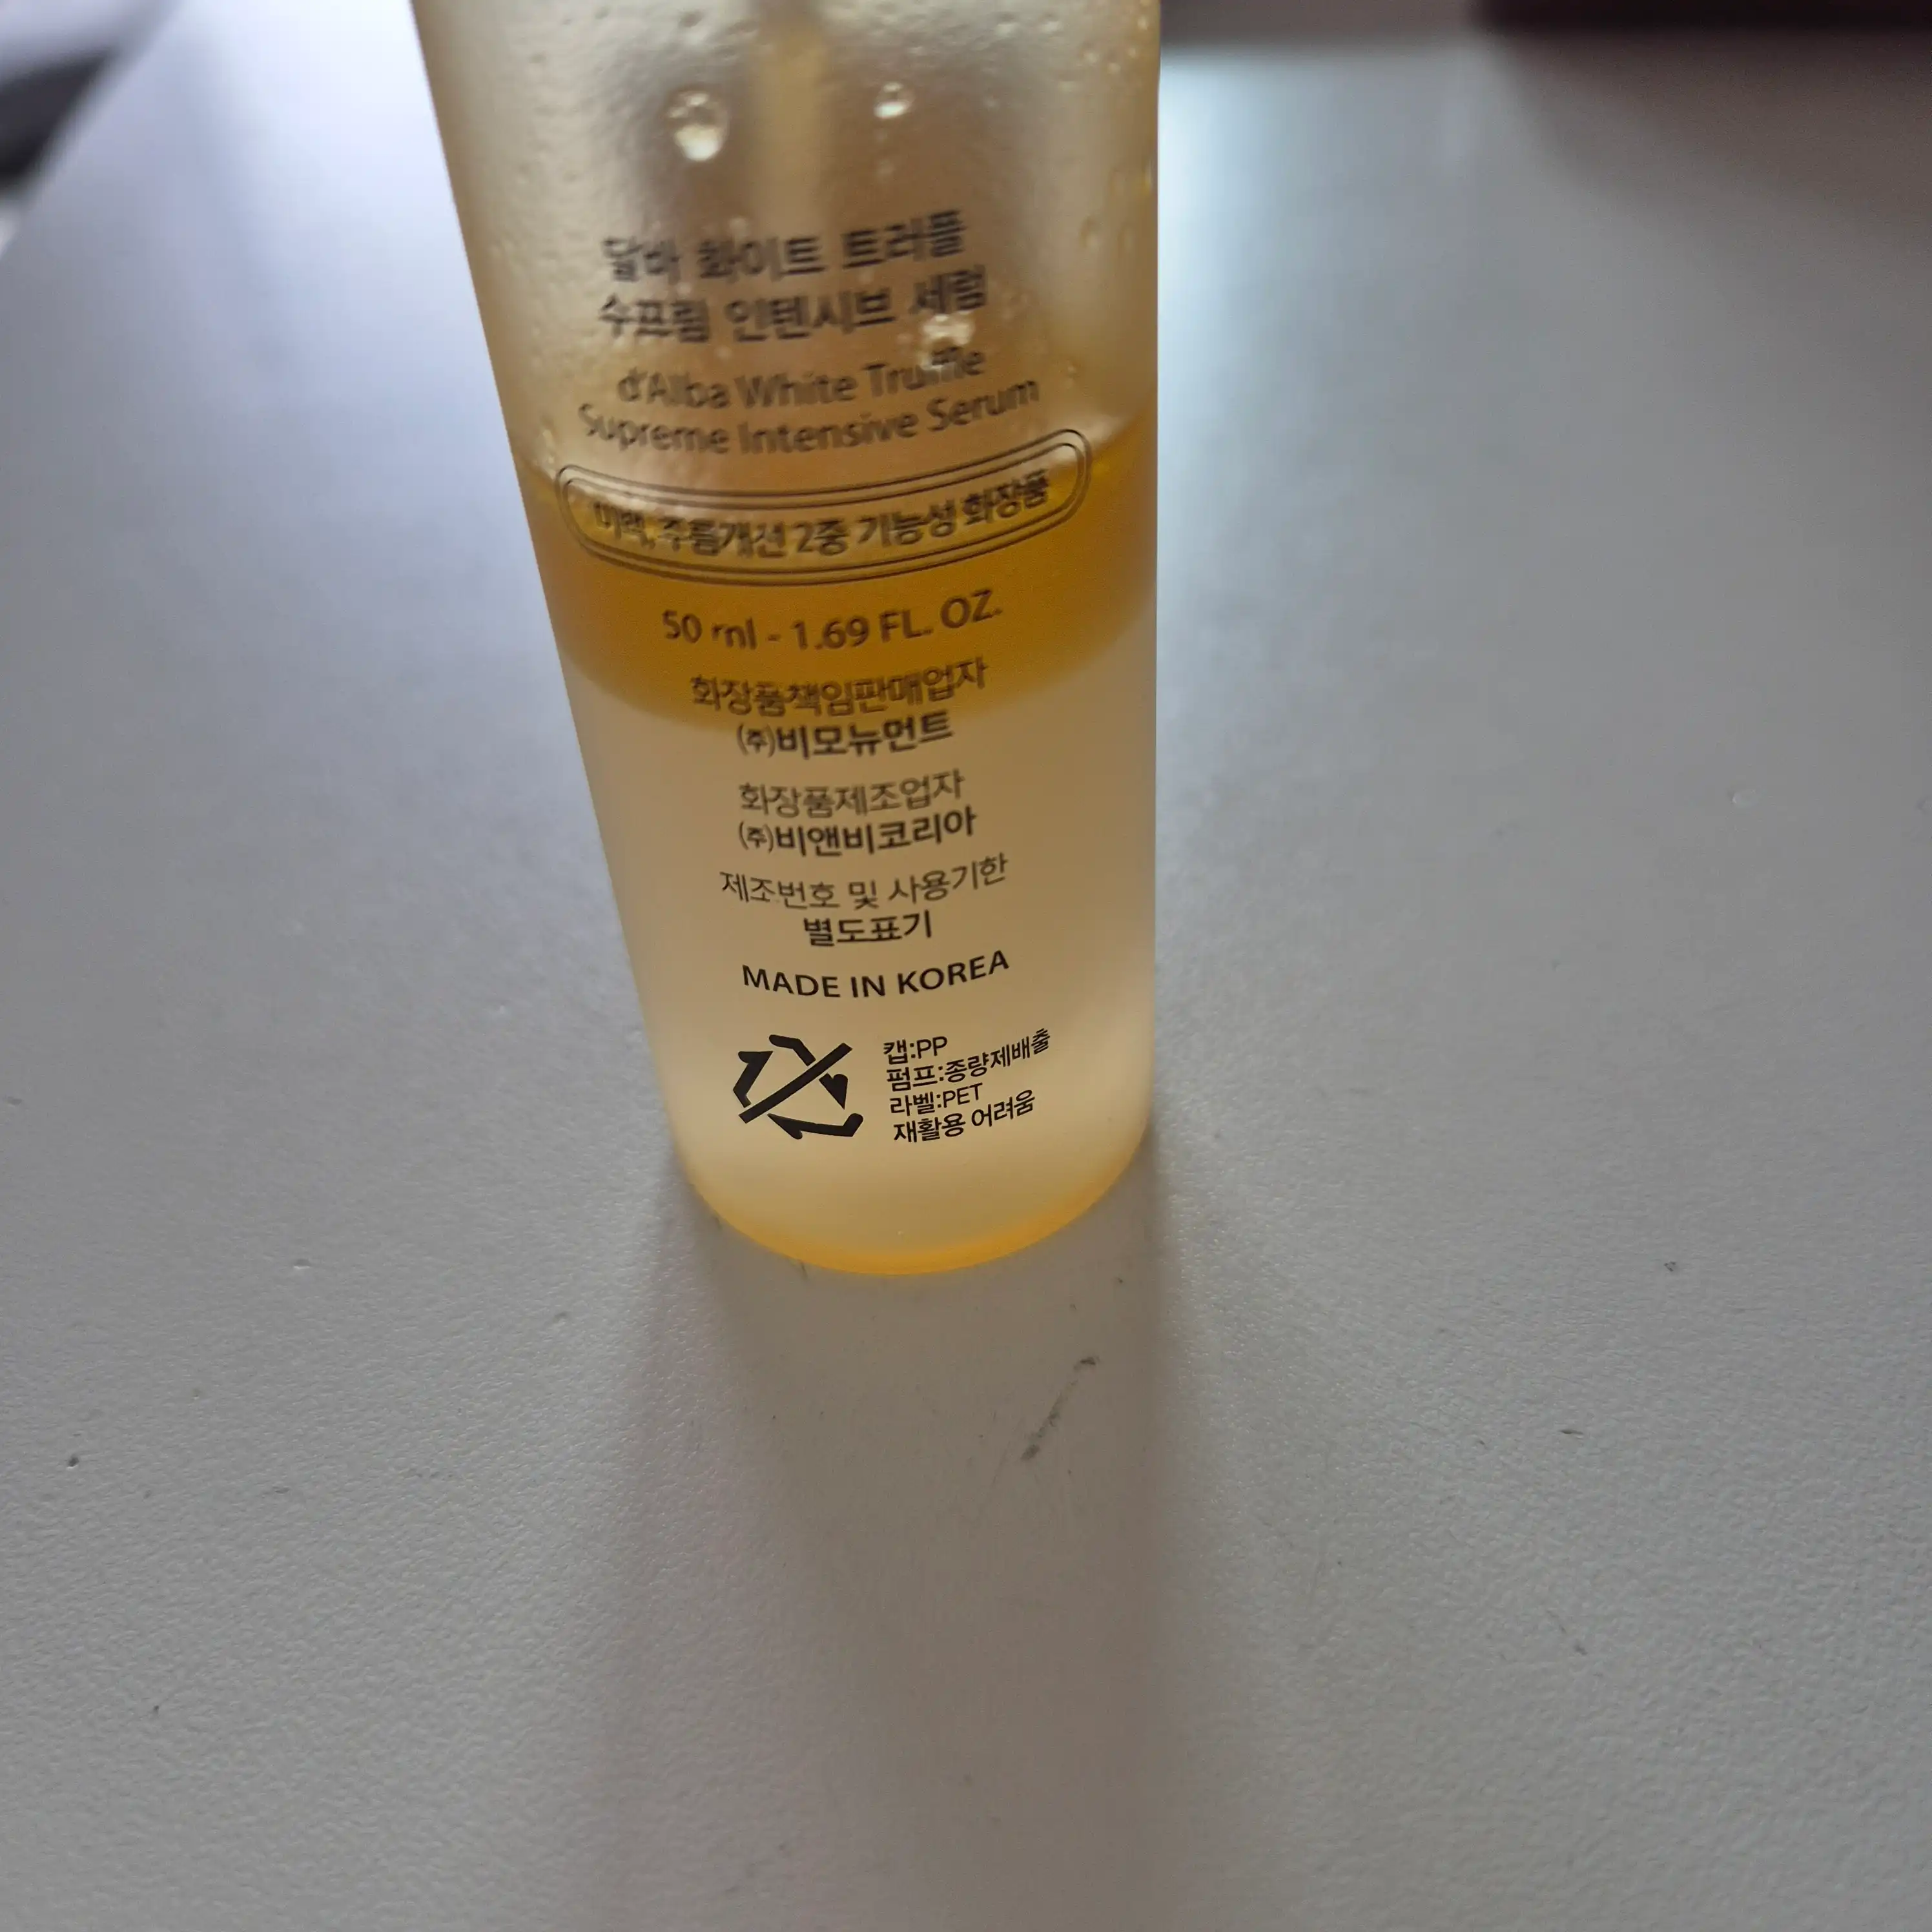 달바 화이트 트러플
수프림 인텐시브 세럼
d'Alba White Truffle
Supreme Intensive Serum
미백, 주름개선 2중 기능성 화장품
50 ml - 1.69 FL. OZ.
화장품책임판매업자
(주)비모뉴먼트
화장품제조업자
(주)비앤비코리아
제조번호 및 사용기한
별도표기
MADE IN KOREA
캡:PP
펌프:종량제배출
라벨:PET
재활용 어려움